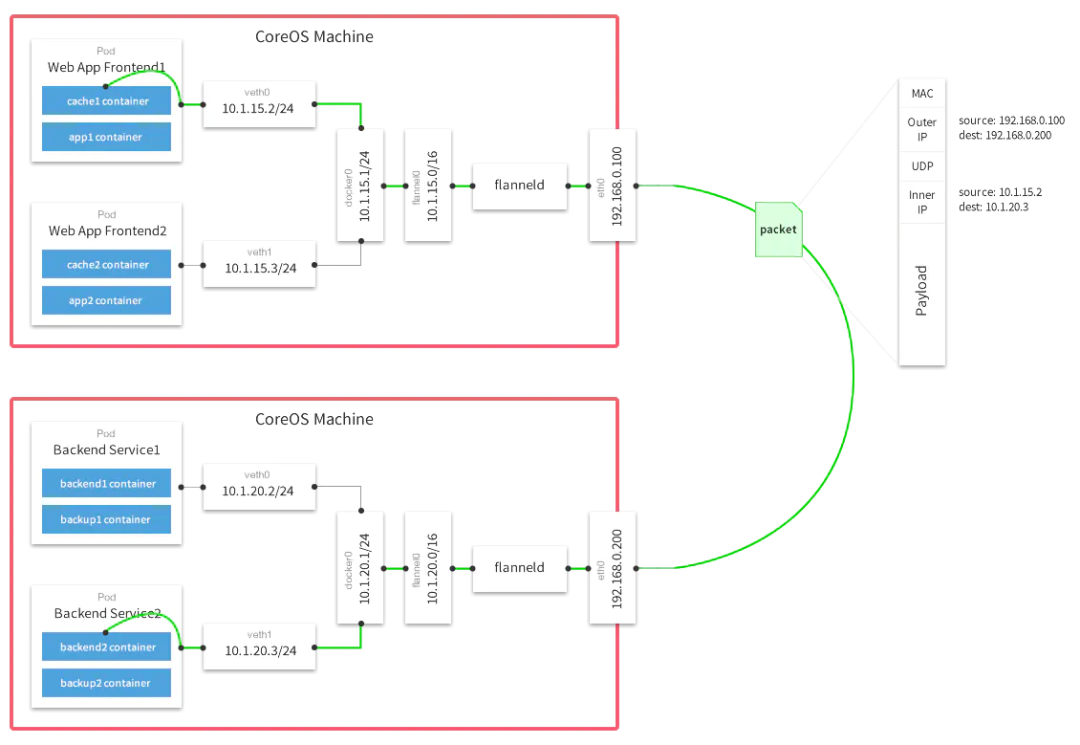 CoreOS Machine
Pod
Web App Frontend1
cache1 container
app1 container
veth0
10.1.15.2/24
Pod
Web App Frontend2
cache2 container
app2 container
veth1
10.1.15.3/24
docker0
10.1.15.1/24
flannel0
10.1.15.0/16
flanneld
eth0
192.168.0.100
packet
MAC
Outer
IP
source: 192.168.0.100
dest: 192.168.0.200
UDP
Inner
IP
source: 10.1.15.2
dest: 10.1.20.3
Payload
CoreOS Machine
Pod
Backend Service1
backend1 container
backup1 container
veth0
10.1.20.2/24
Pod
Backend Service2
backend2 container
backup2 container
veth1
10.1.20.3/24
docker0
10.1.20.1/24
flannel0
10.1.20.0/16
flanneld
eth0
192.168.0.200